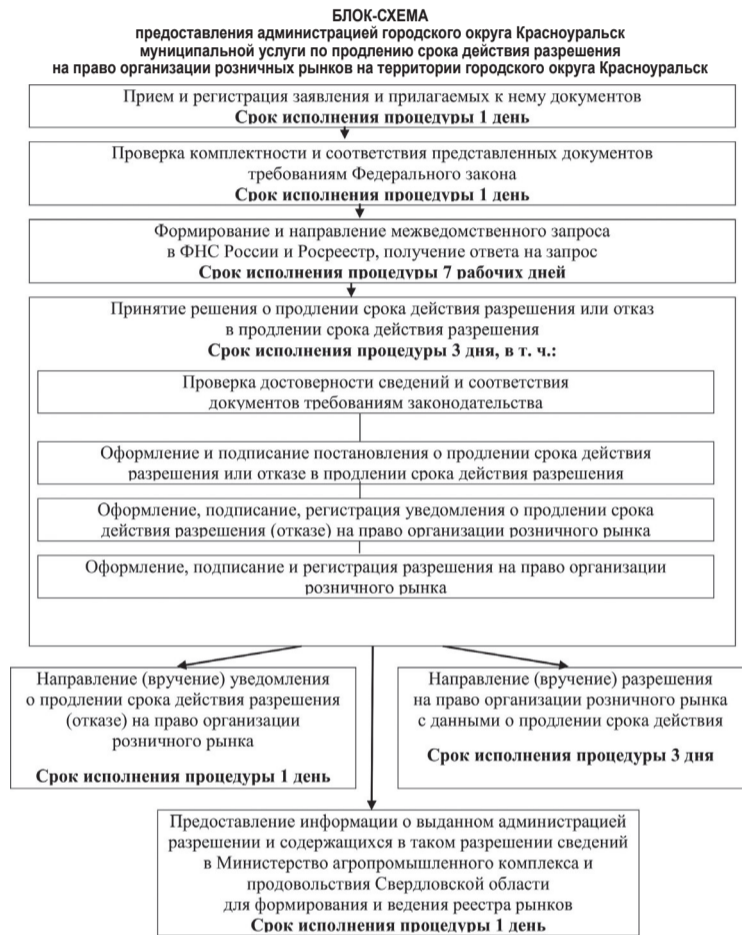 БЛОК-СХЕМА
предоставления администрацией городского округа Красноуральск
муниципальной услуги по продлению срока действия разрешения
на право организации розничных рынков на территории городского округа Красноуральск
Прием и регистрация заявления и прилагаемых к нему документов
Срок исполнения процедуры 1 день
Проверка комплектности и соответствия представленных документов
требованиям Федерального закона
Срок исполнения процедуры 1 день
Формирование и направление межведомственного запроса
в ФНС России и Росреестр, получение ответа на запрос
Срок исполнения процедуры 7 рабочих дней
Принятие решения о продлении срока действия разрешения или отказ
в продлении срока действия разрешения
Срок исполнения процедуры 3 дня, в т. ч.:
Проверка достоверности сведений и соответствия
документов требованиям законодательства
Оформление и подписание постановления о продлении срока действия
разрешения или отказе в продлении срока действия разрешения
Оформление, подписание, регистрация уведомления о продлении срока
действия разрешения (отказе) на право организации розничного рынка
Оформление, подписание и регистрация разрешения на право организации
розничного рынка
Направление (вручение) уведомления
о продлении срока действия разрешения
(отказе) на право организации
розничного рынка
Срок исполнения процедуры 1 день
Направление (вручение) разрешения
на право организации розничного рынка
с данными о продлении срока действия
Срок исполнения процедуры 3 дня
Предоставление информации о выданном администрацией
разрешении и содержащихся в таком разрешении сведений
в Министерство агропромышленного комплекса и
продовольствия Свердловской области
для формирования и ведения реестра рынков
Срок исполнения процедуры 1 день